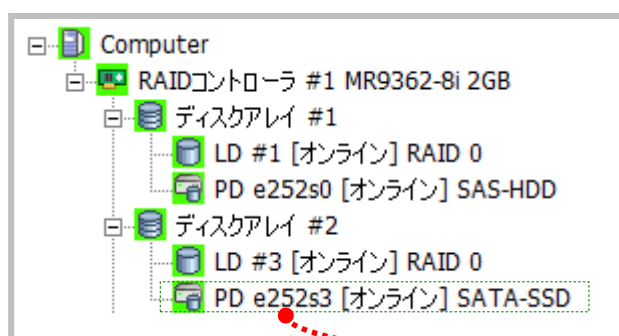 Computer
RAIDコントローラ #1 MR9362-8i 2GB
ディスクアレイ #1
LD #1 [オンライン] RAID 0
PD e252s0 [オンライン] SAS-HDD
ディスクアレイ #2
LD #3 [オンライン] RAID 0
PD e252s3 [オンライン] SATA-SSD